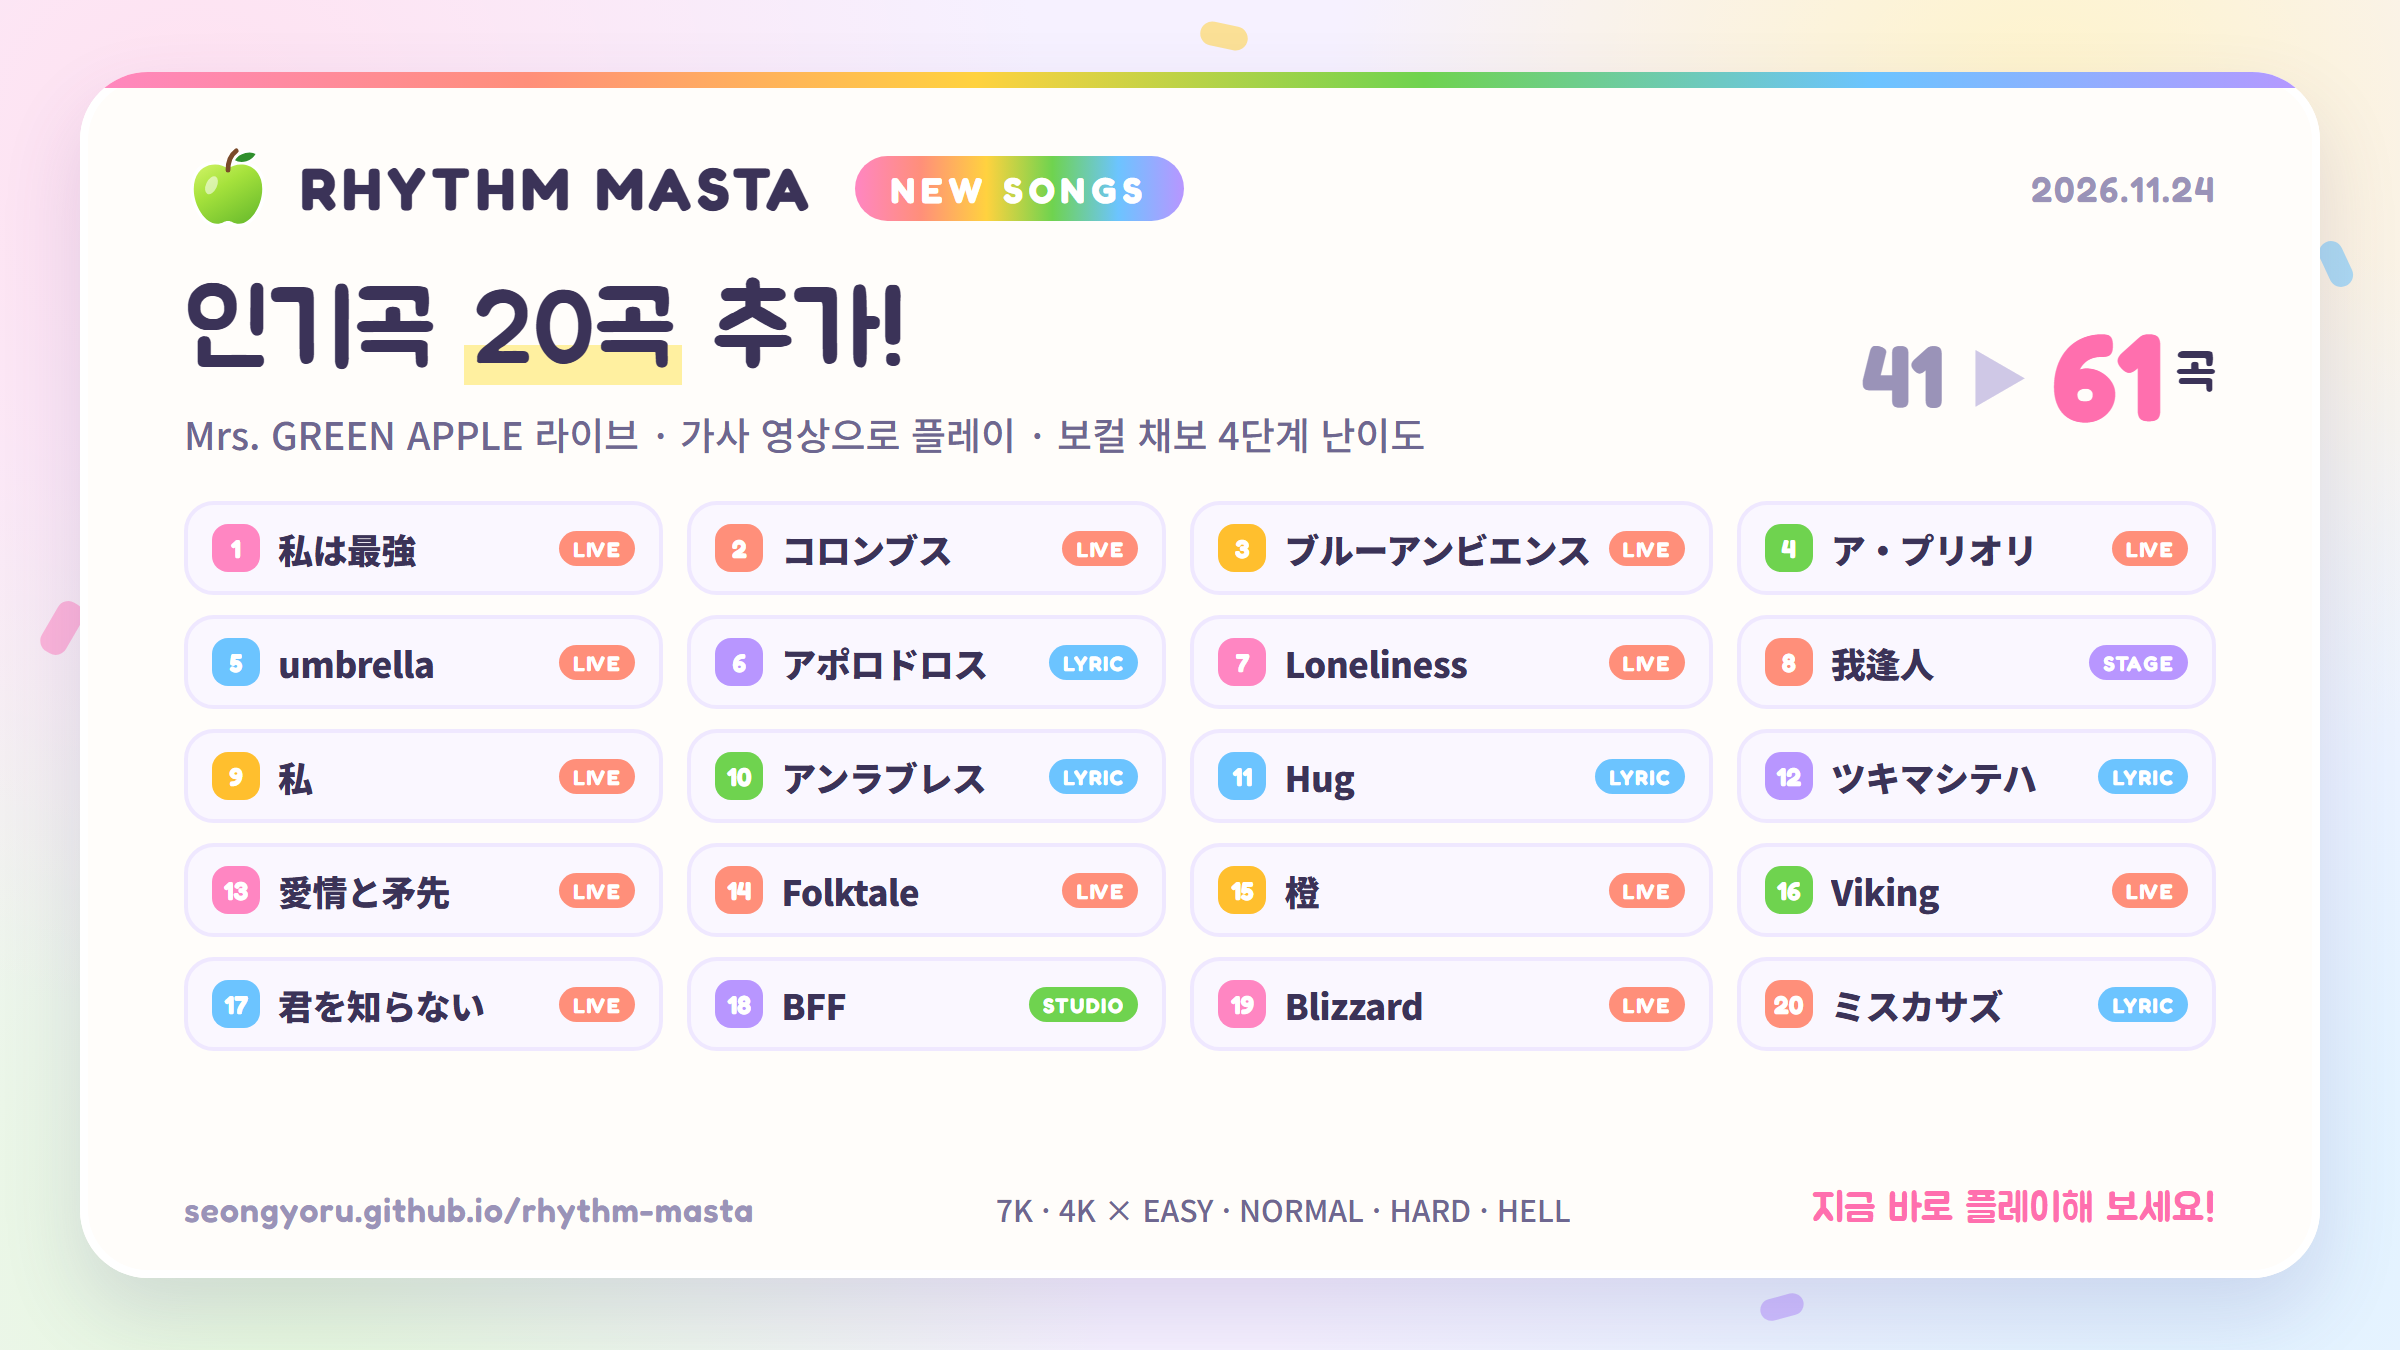 RHYTHM MASTA NEW SONGS 2026.11.24
인기곡 20곡 추가!
41 ▶ 61곡
Mrs. GREEN APPLE 라이브 · 가사 영상으로 플레이 · 보컬 채보 4단계 난이도
1 私は最強 LIVE
2 コロンブス LIVE
3 ブルーアンビエンス LIVE
4 ア・プリオリ LIVE
5 umbrella LIVE
6 アポロドロス LYRIC
7 Loneliness LIVE
8 我逢人 STAGE
9 私 LIVE
10 アンラブレス LYRIC
11 Hug LYRIC
12 ツキマシテハ LYRIC
13 愛情と矛先 LIVE
14 Folktale LIVE
15 橙 LIVE
16 Viking LIVE
17 君を知らない LIVE
18 BFF STUDIO
19 Blizzard LIVE
20 ミスカサズ LYRIC
seongyoru.github.io/rhythm-masta
7K · 4K × EASY · NORMAL · HARD · HELL
지금 바로 플레이해 보세요!